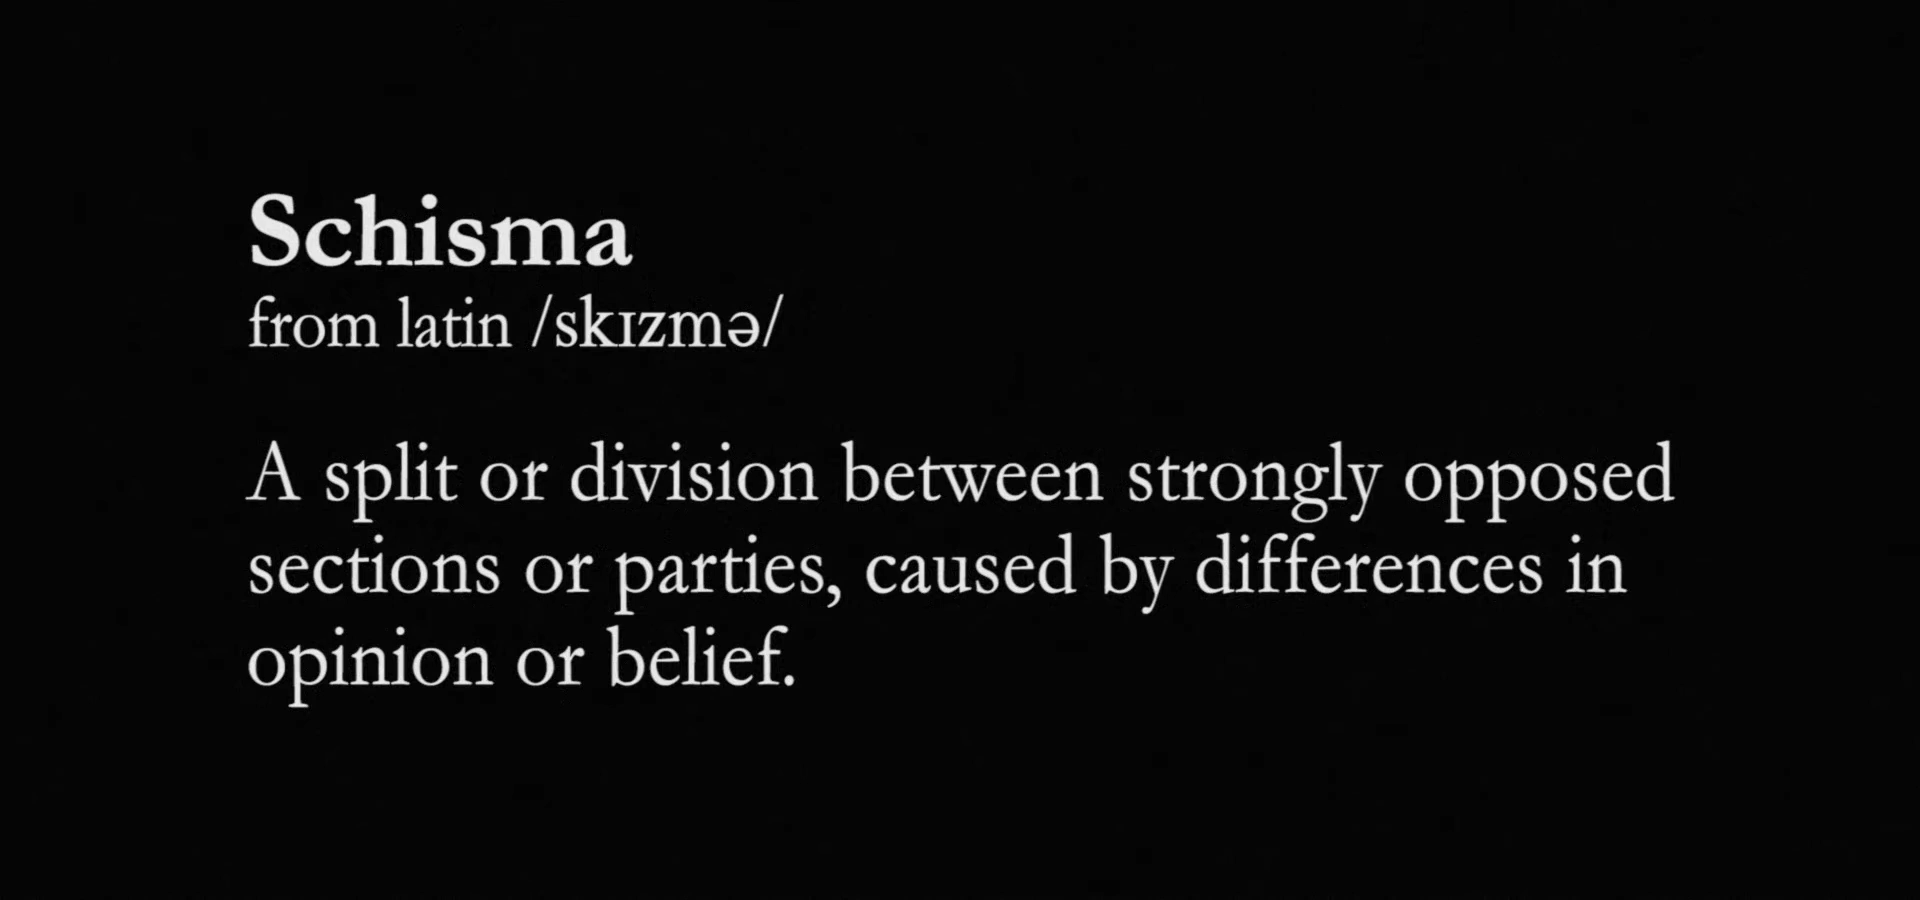 Schisma
from latin /skɪzmə/
A split or division between strongly opposed
sections or parties, caused by differences in
opinion or belief.